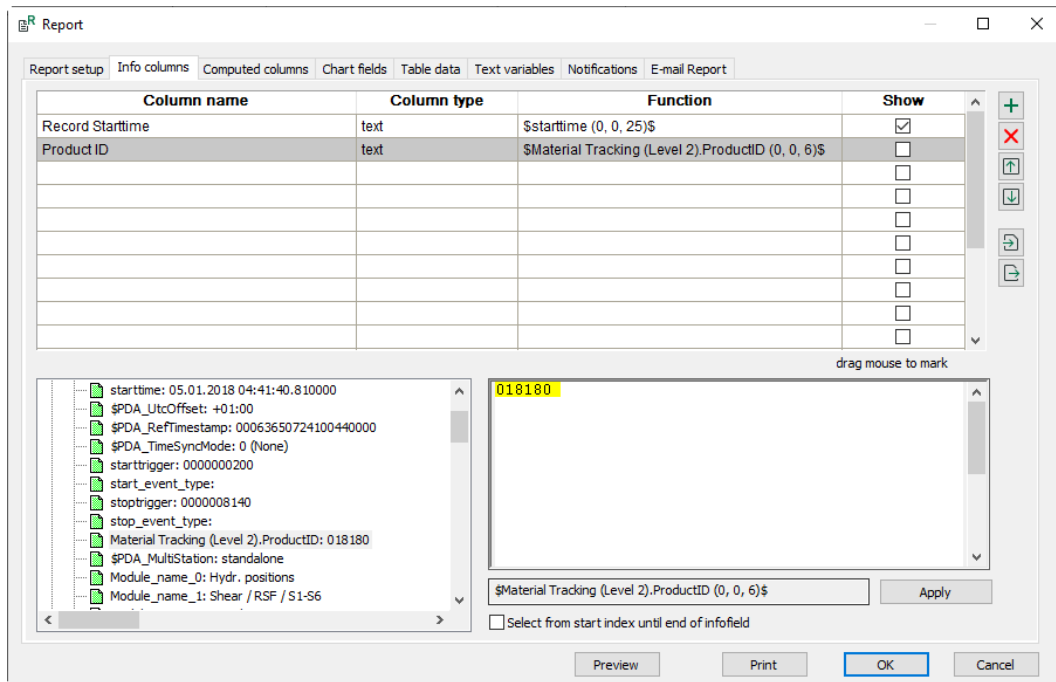 Report
Report setup Info columns Computed columns Chart fields Table data Text variables Notifications E-mail Report
Column name Column type Function Show
Record Starttime text $starttime (0, 0, 25)$
Product ID text $Material Tracking (Level 2).ProductID (0, 0, 6)$
drag mouse to mark
starttime: 05.01.2018 04:41:40.810000
$PDA_UtcOffset: +01:00
$PDA_RefTimestamp: 00063650724100440000
$PDA_TimeSyncMode: 0 (None)
starttrigger: 0000000200
start_event_type:
stoptrigger: 0000008140
stop_event_type:
Material Tracking (Level 2).ProductID: 018180
$PDA_MultiStation: standalone
Module_name_0: Hydr. positions
Module_name_1: Shear / RSF / S1-S6
018180
$Material Tracking (Level 2).ProductID (0, 0, 6)$ Apply
Select from start index until end of infofield
Preview Print OK Cancel